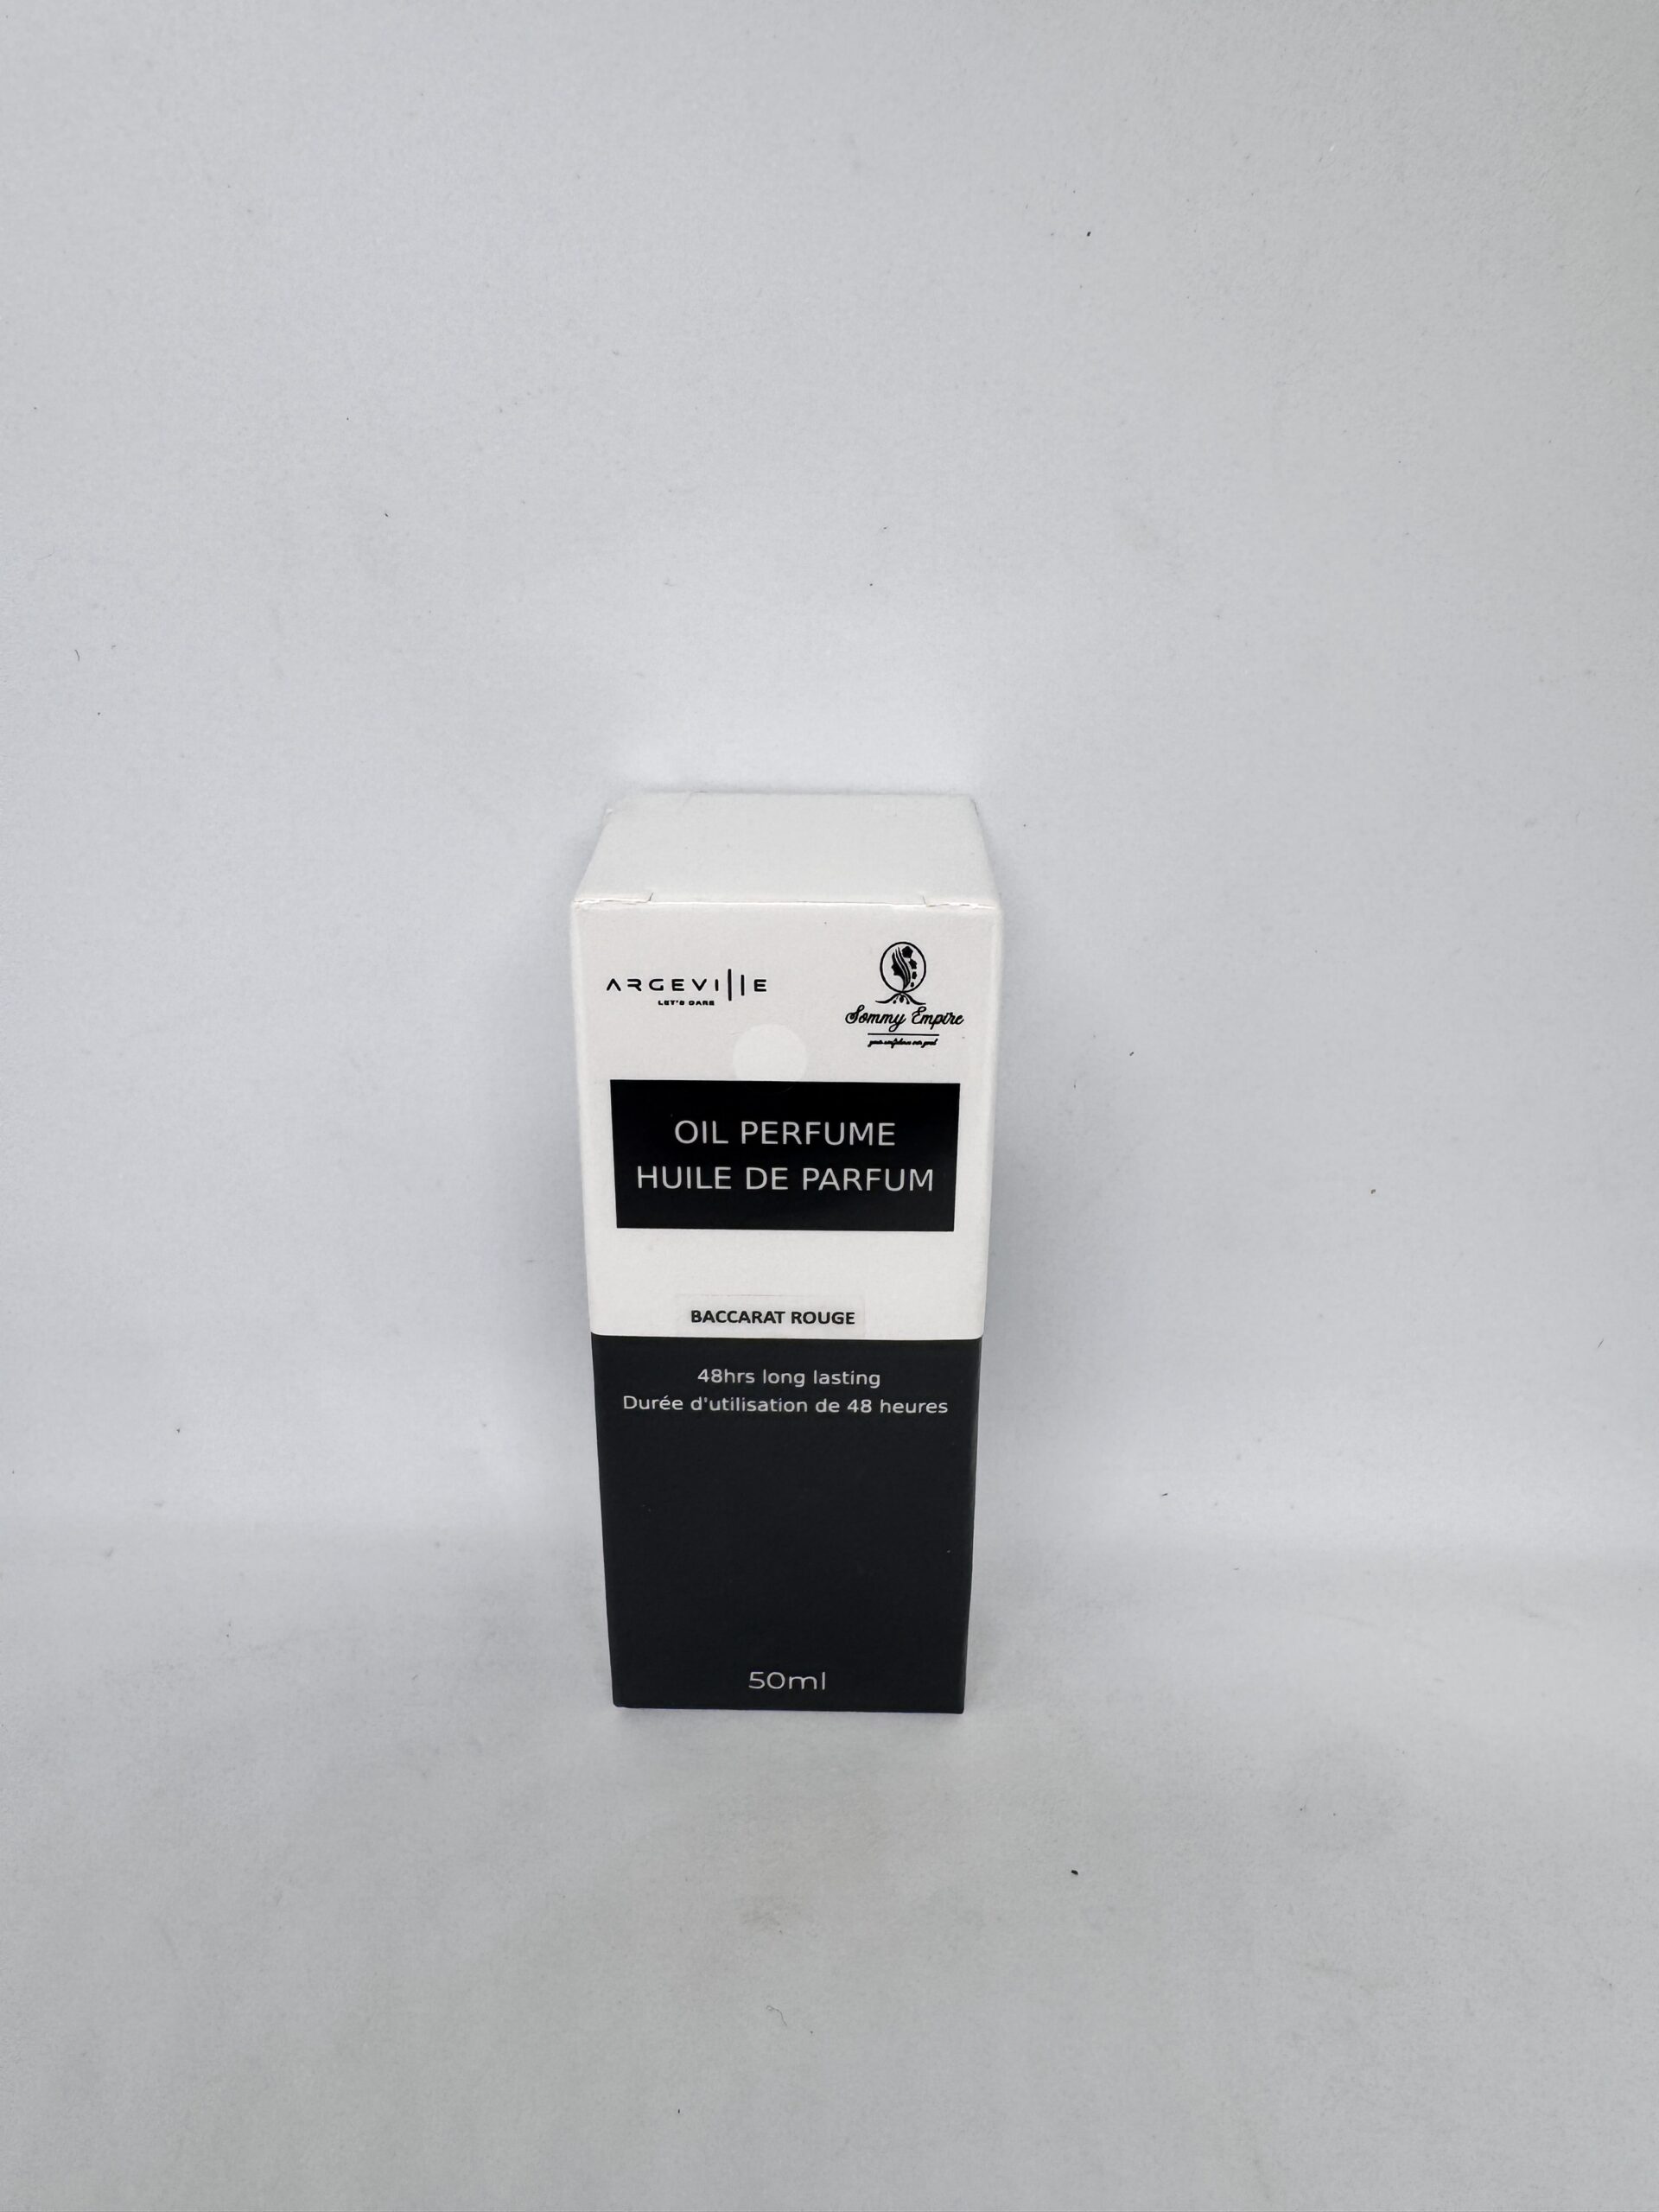 ARGEVIllE
LET'S DARE
Sommy Empire
OIL PERFUME
HUILE DE PARFUM
BACCARAT ROUGE
48hrs long lasting
Durée d'utilisation de 48 heures
50ml